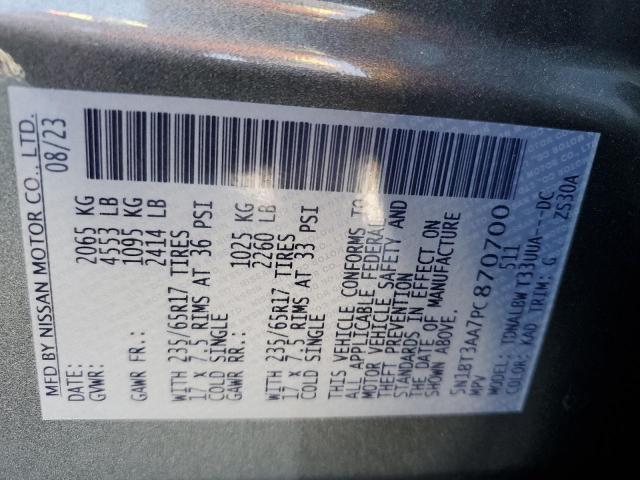 MFD BY NISSAN MOTOR CO., LTD.
DATE: 08/23
GVWR: 2065 KG
4553 LB
GAWR FR.: 1095 KG
2414 LB
WITH 235/65R17 TIRES
17 X 7.5 RIMS AT 36 PSI
COLD SINGLE
GAWR RR.: 1025 KG
2260 LB
WITH 235/65R17 TIRES
17 X 7.5 RIMS AT 33 PSI
COLD SINGLE
THIS VEHICLE CONFORMS TO
ALL APPLICABLE FEDERAL
MOTOR VEHICLE SAFETY AND
THEFT PREVENTION
STANDARDS IN EFFECT ON
THE DATE OF MANUFACTURE
SHOWN ABOVE.
5N1BT3AA7PC870700
MPV 511
MODEL: TDNALBWT33UUA---DC
COLOR: KAD TRIM: G ZS30A